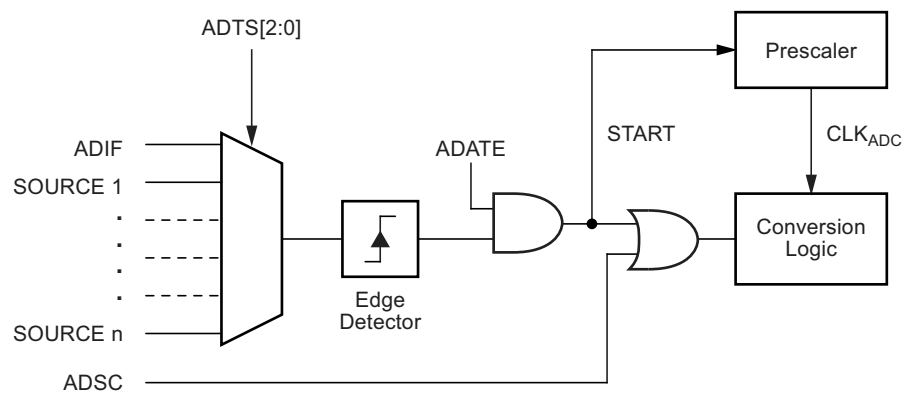 ADTS[2:0]
Prescaler
START
CLKADC
ADIF
ADATE
SOURCE 1
.
.
.
.
Conversion
Logic
Edge
Detector
SOURCE n
ADSC